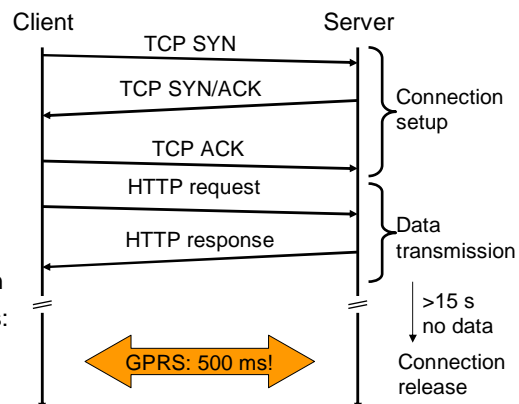 Client
Server
TCP SYN
TCP SYN/ACK
Connection
setup
TCP ACK
HTTP request
HTTP response
Data
transmission
>15 s
no data
GPRS: 500 ms!
Connection
release